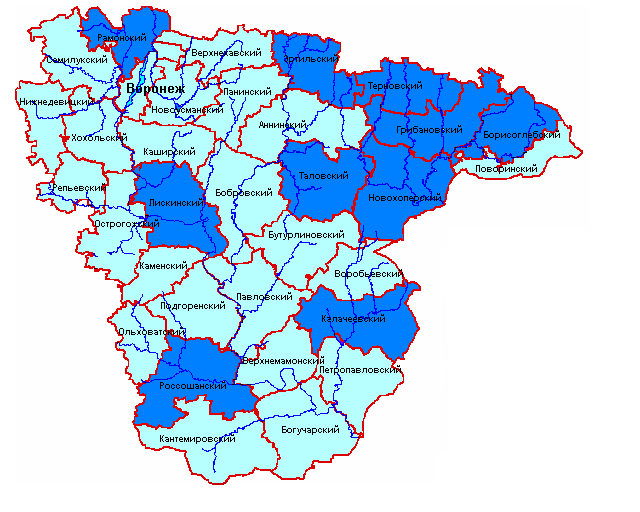 Рамонский
Семилукский
Верхнехавский
Эртильский
Нижнедевицкий
Воронеж
Панинский
Терновский
Новоусманский
Хохольский
Аннинский
Грибановский
Борисоглебский
Каширский
Поворинский
Репьевский
Лискинский
Бобровский
Таловский
Новохоперский
Острогожский
Бутурлиновский
Каменский
Воробьевский
Подгоренский
Павловский
Калачеевский
Ольховатский
Верхнемамонский
Петропавловский
Россошанский
Кантемировский
Богучарский